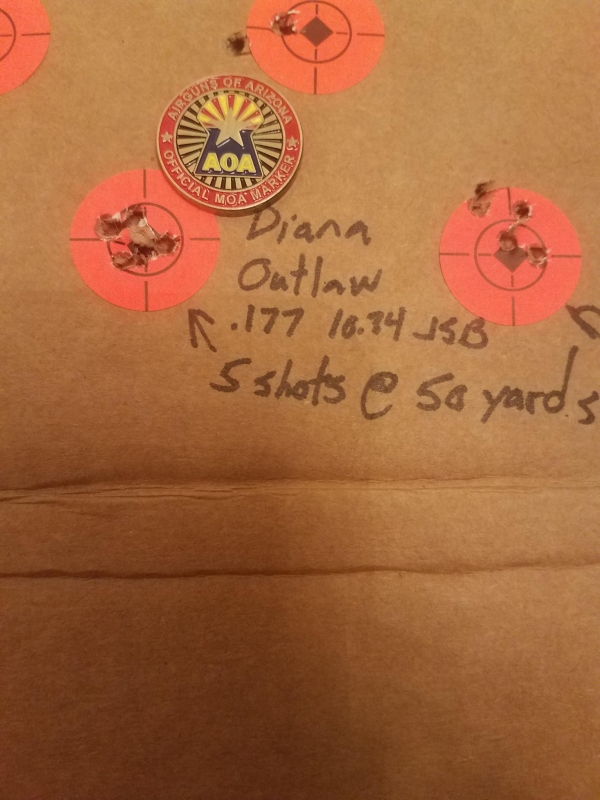 AIRGUNS OF ARIZONA
AOA
OFFICIAL MOA MARKER
Diana
Outlaw
.177 10.34 JSB
5 shots @ 50 yards